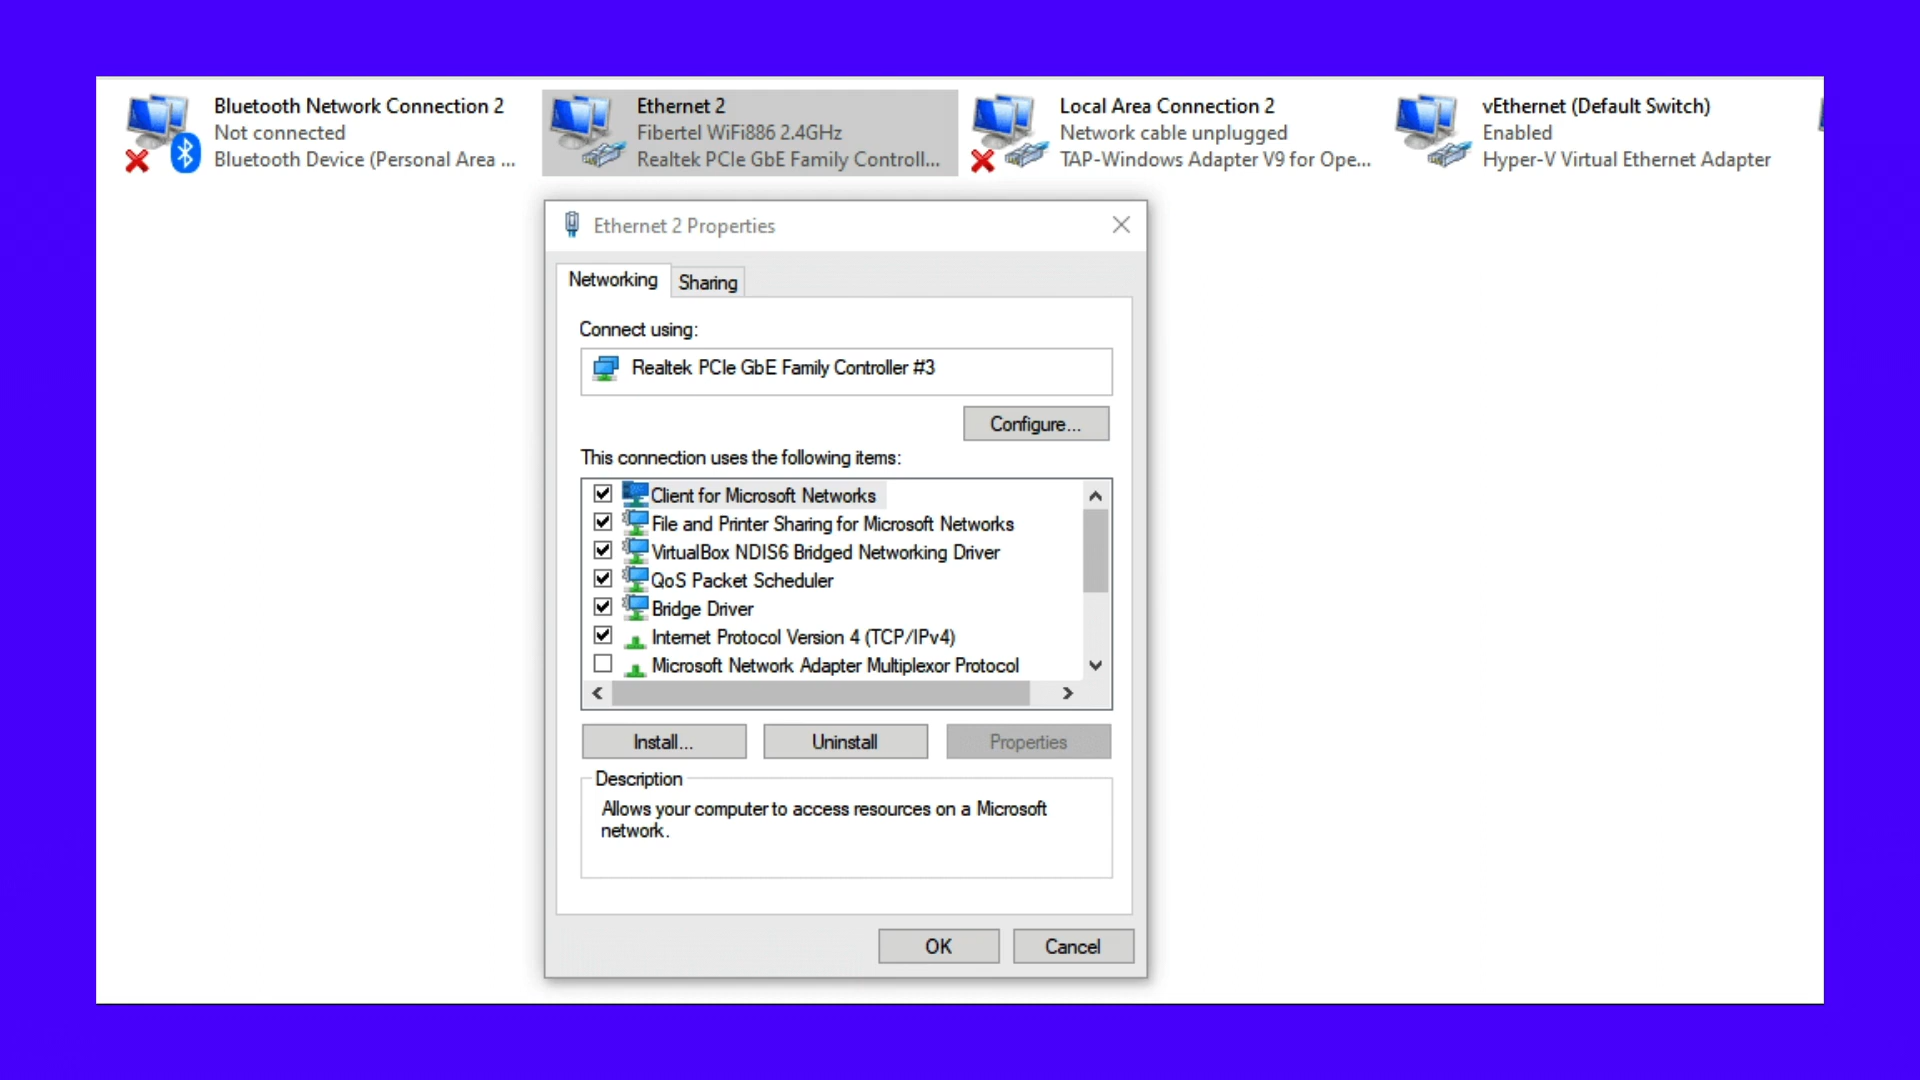 Bluetooth Network Connection 2
Not connected
Bluetooth Device (Personal Area ...
Ethernet 2
Fibertel WiFi886 2.4GHz
Realtek PCIe GbE Family Controll...
Local Area Connection 2
Network cable unplugged
TAP-Windows Adapter V9 for Ope...
vEthernet (Default Switch)
Enabled
Hyper-V Virtual Ethernet Adapter
Ethernet 2 Properties
Networking
Sharing
Connect using:
Realtek PCIe GbE Family Controller #3
Configure...
This connection uses the following items:
Client for Microsoft Networks
File and Printer Sharing for Microsoft Networks
VirtualBox NDIS6 Bridged Networking Driver
QoS Packet Scheduler
Bridge Driver
Internet Protocol Version 4 (TCP/IPv4)
Microsoft Network Adapter Multiplexor Protocol
Install...
Uninstall
Properties
Description
Allows your computer to access resources on a Microsoft
network.
OK
Cancel